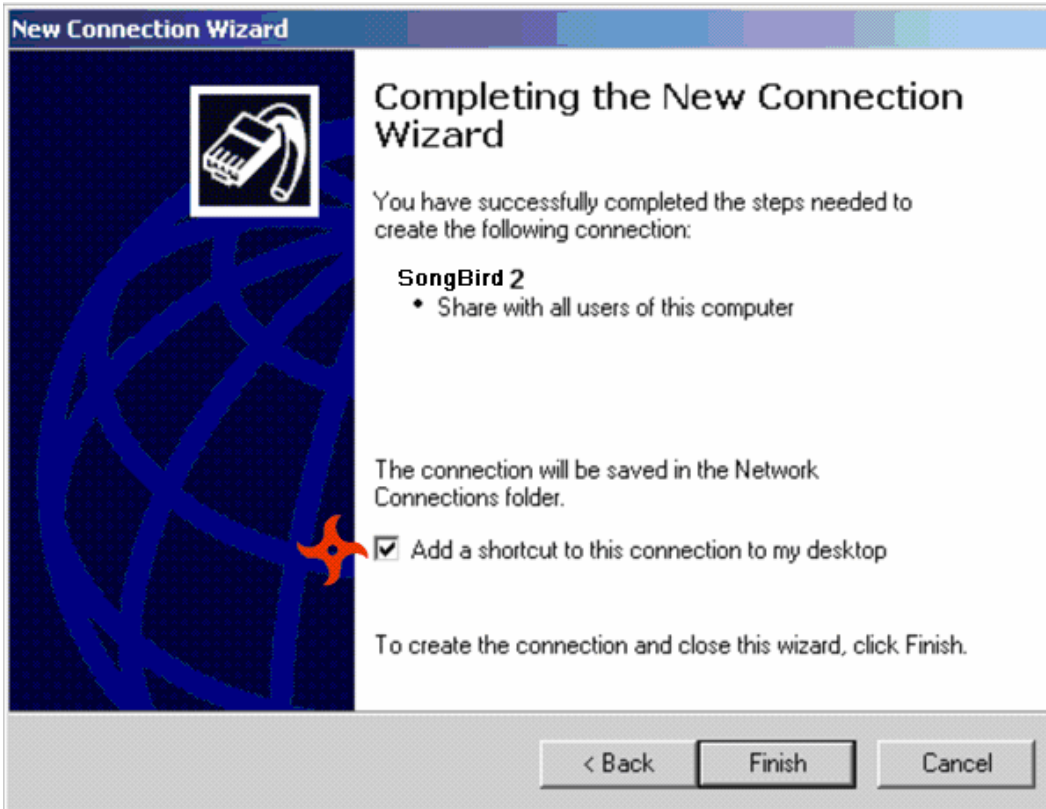 New Connection Wizard
Completing the New Connection
Wizard
You have successfully completed the steps needed to
create the following connection:
SongBird 2
• Share with all users of this computer
The connection will be saved in the Network
Connections folder.
Add a shortcut to this connection to my desktop
To create the connection and close this wizard, click Finish.
< Back Finish Cancel